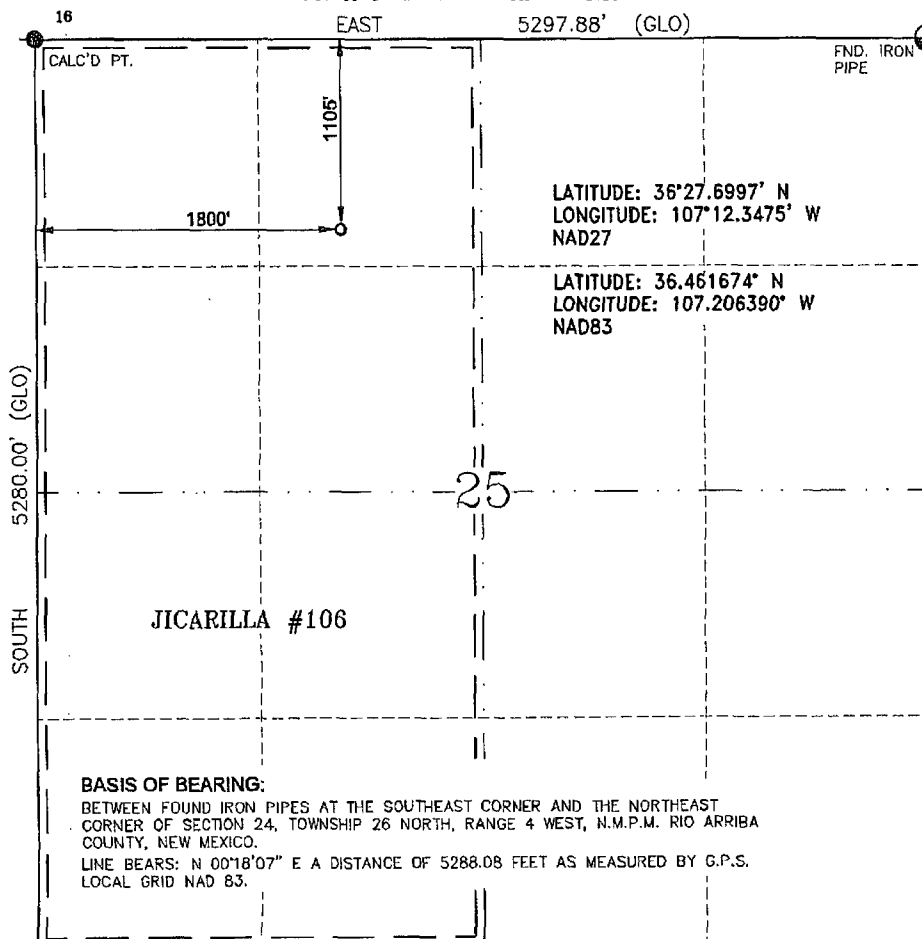 16
EAST 5297.88' (GLO)
CALC'D PT.
FND. IRON
PIPE
1105'
1800'
LATITUDE: 36°27.6997' N
LONGITUDE: 107°12.3475' W
NAD27
LATITUDE: 36.461674° N
LONGITUDE: 107.206390° W
NAD83
SOUTH 5280.00' (GLO)
25
JICARILLA #106
BASIS OF BEARING:
BETWEEN FOUND IRON PIPES AT THE SOUTHEAST CORNER AND THE NORTHEAST
CORNER OF SECTION 24, TOWNSHIP 26 NORTH, RANGE 4 WEST, N.M.P.M. RIO ARRIBA
COUNTY, NEW MEXICO.
LINE BEARS: N 00°18'07" E A DISTANCE OF 5288.08 FEET AS MEASURED BY G.P.S.
LOCAL GRID NAD 83.